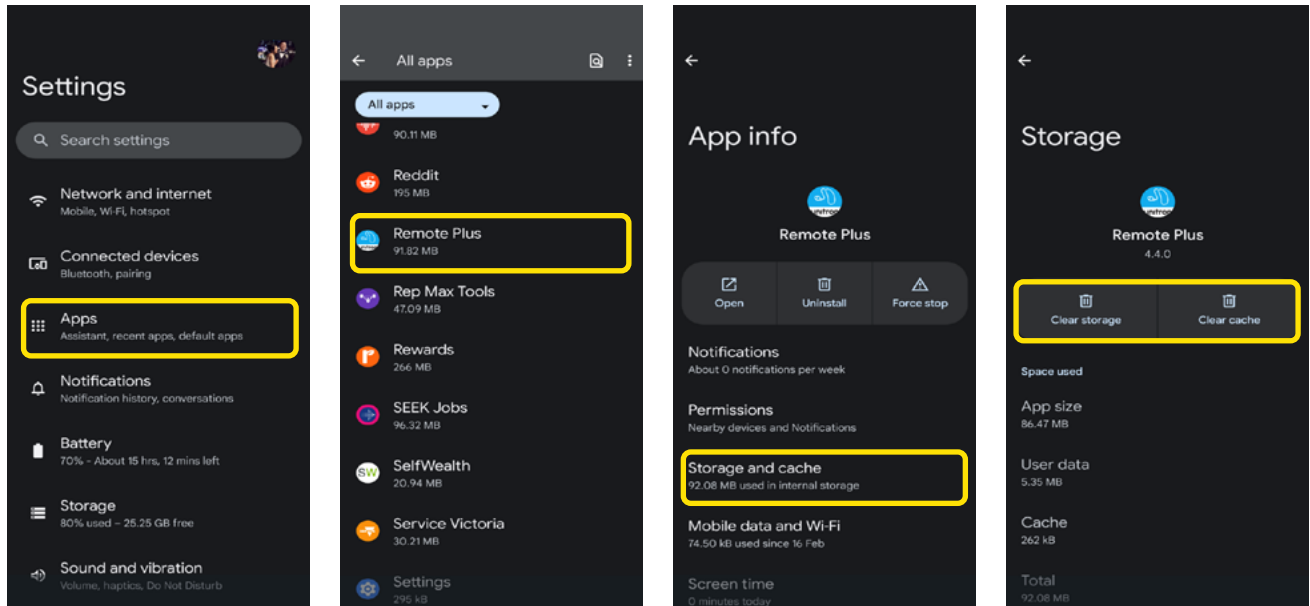 Settings
Search settings
Network and internet
Mobile, Wi-Fi, hotspot
Connected devices
Bluetooth, pairing
Apps
Assistant, recent apps, default apps
Notifications
Notification history, conversations
Battery
70% - About 15 hrs, 12 mins left
Storage
80% used – 25.25 GB free
Sound and vibration
Volume, haptics, Do Not Disturb
All apps
All apps
90.11 MB
Reddit
195 MB
Remote Plus
91.82 MB
Rep Max Tools
47.09 MB
Rewards
266 MB
SEEK Jobs
96.32 MB
SW
SelfWealth
20.94 MB
Service Victoria
30.21 MB
Settings
295 kB
App info
Remote Plus
Open Uninstall Force stop
Notifications
About 0 notifications per week
Permissions
Nearby devices and Notifications
Storage and cache
92.08 MB used in internal storage
Mobile data and Wi-Fi
74.50 kB used since 16 Feb
Screen time
0 minutes today
Storage
Remote Plus
4.4.0
Clear storage Clear cache
Space used
App size
86.47 MB
User data
5.35 MB
Cache
262 kB
Total
92.08 MB